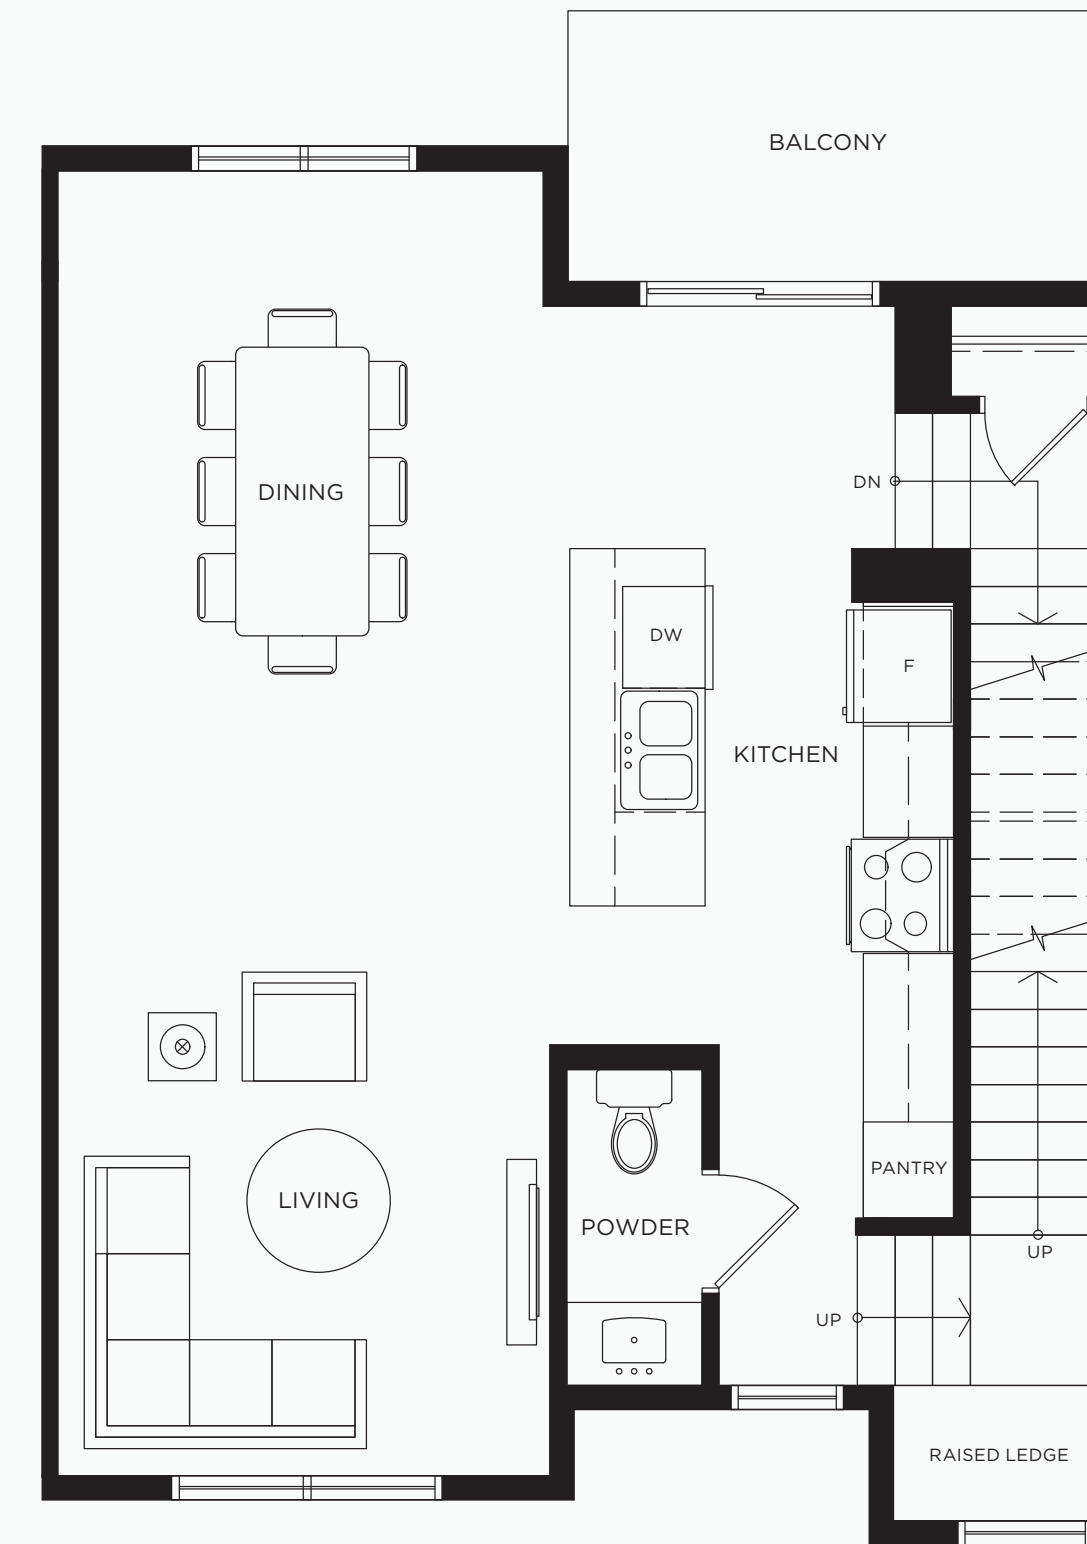 BALCONY
DN
DINING
DW
F
KITCHEN
PANTRY
LIVING
POWDER
UP
UP
RAISED LEDGE